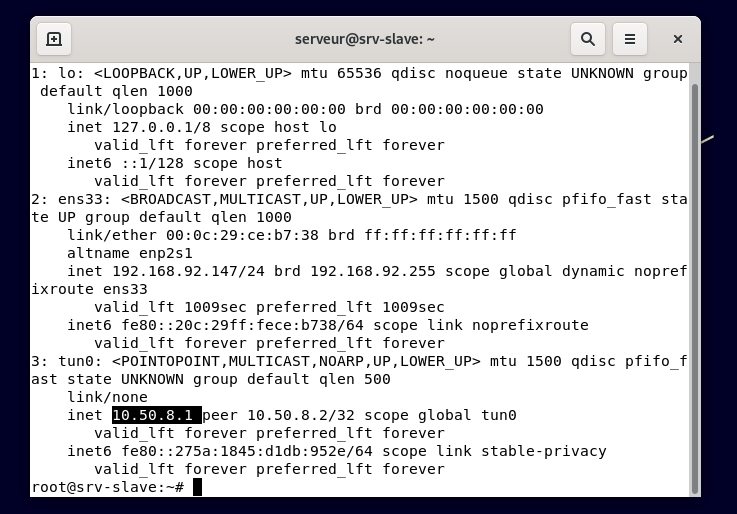 serveur@srv-slave: ~
1: lo: <LOOPBACK,UP,LOWER_UP> mtu 65536 qdisc noqueue state UNKNOWN group
 default qlen 1000
    link/loopback 00:00:00:00:00:00 brd 00:00:00:00:00:00
    inet 127.0.0.1/8 scope host lo
       valid_lft forever preferred_lft forever
    inet6 ::1/128 scope host
       valid_lft forever preferred_lft forever
2: ens33: <BROADCAST,MULTICAST,UP,LOWER_UP> mtu 1500 qdisc pfifo_fast sta
te UP group default qlen 1000
    link/ether 00:0c:29:ce:b7:38 brd ff:ff:ff:ff:ff:ff
    altname enp2s1
    inet 192.168.92.147/24 brd 192.168.92.255 scope global dynamic nopref
ixroute ens33
       valid_lft 1009sec preferred_lft 1009sec
    inet6 fe80::20c:29ff:fece:b738/64 scope link noprefixroute
       valid_lft forever preferred_lft forever
3: tun0: <POINTOPOINT,MULTICAST,NOARP,UP,LOWER_UP> mtu 1500 qdisc pfifo_f
ast state UNKNOWN group default qlen 500
    link/none
    inet 10.50.8.1 peer 10.50.8.2/32 scope global tun0
       valid_lft forever preferred_lft forever
    inet6 fe80::275a:1845:d1db:952e/64 scope link stable-privacy
       valid_lft forever preferred_lft forever
root@srv-slave:~#